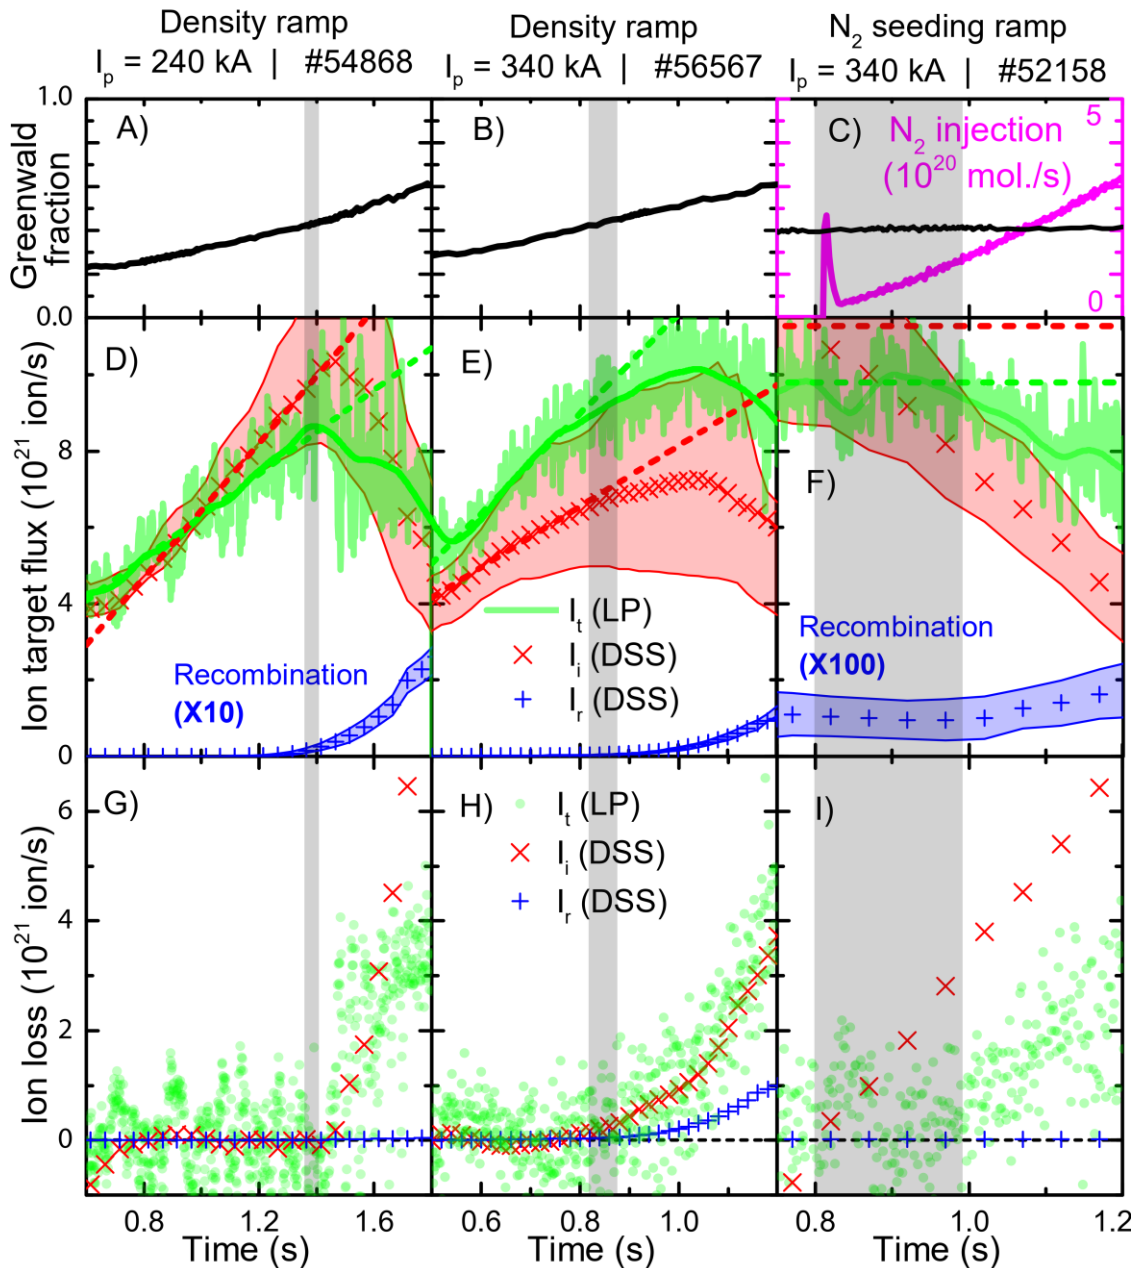 Density ramp
I_p = 240 kA | #54868
Density ramp
I_p = 340 kA | #56567
N_2 seeding ramp
I_p = 340 kA | #52158
Greenwald
fraction
1.0
0.0
A)
B)
C)
N_2 injection
(10^20 mol./s)
5
0
Ion target flux (10^21 ion/s)
8
4
0
D)
Recombination
(X10)
E)
I_t (LP)
I_i (DSS)
I_r (DSS)
F)
Recombination
(X100)
Ion loss (10^21 ion/s)
6
4
2
0
G)
H)
I_t (LP)
I_i (DSS)
I_r (DSS)
I)
0.8 1.2 1.6
0.6 0.8 1.0
0.8 1.0 1.2
Time (s)
Time (s)
Time (s)